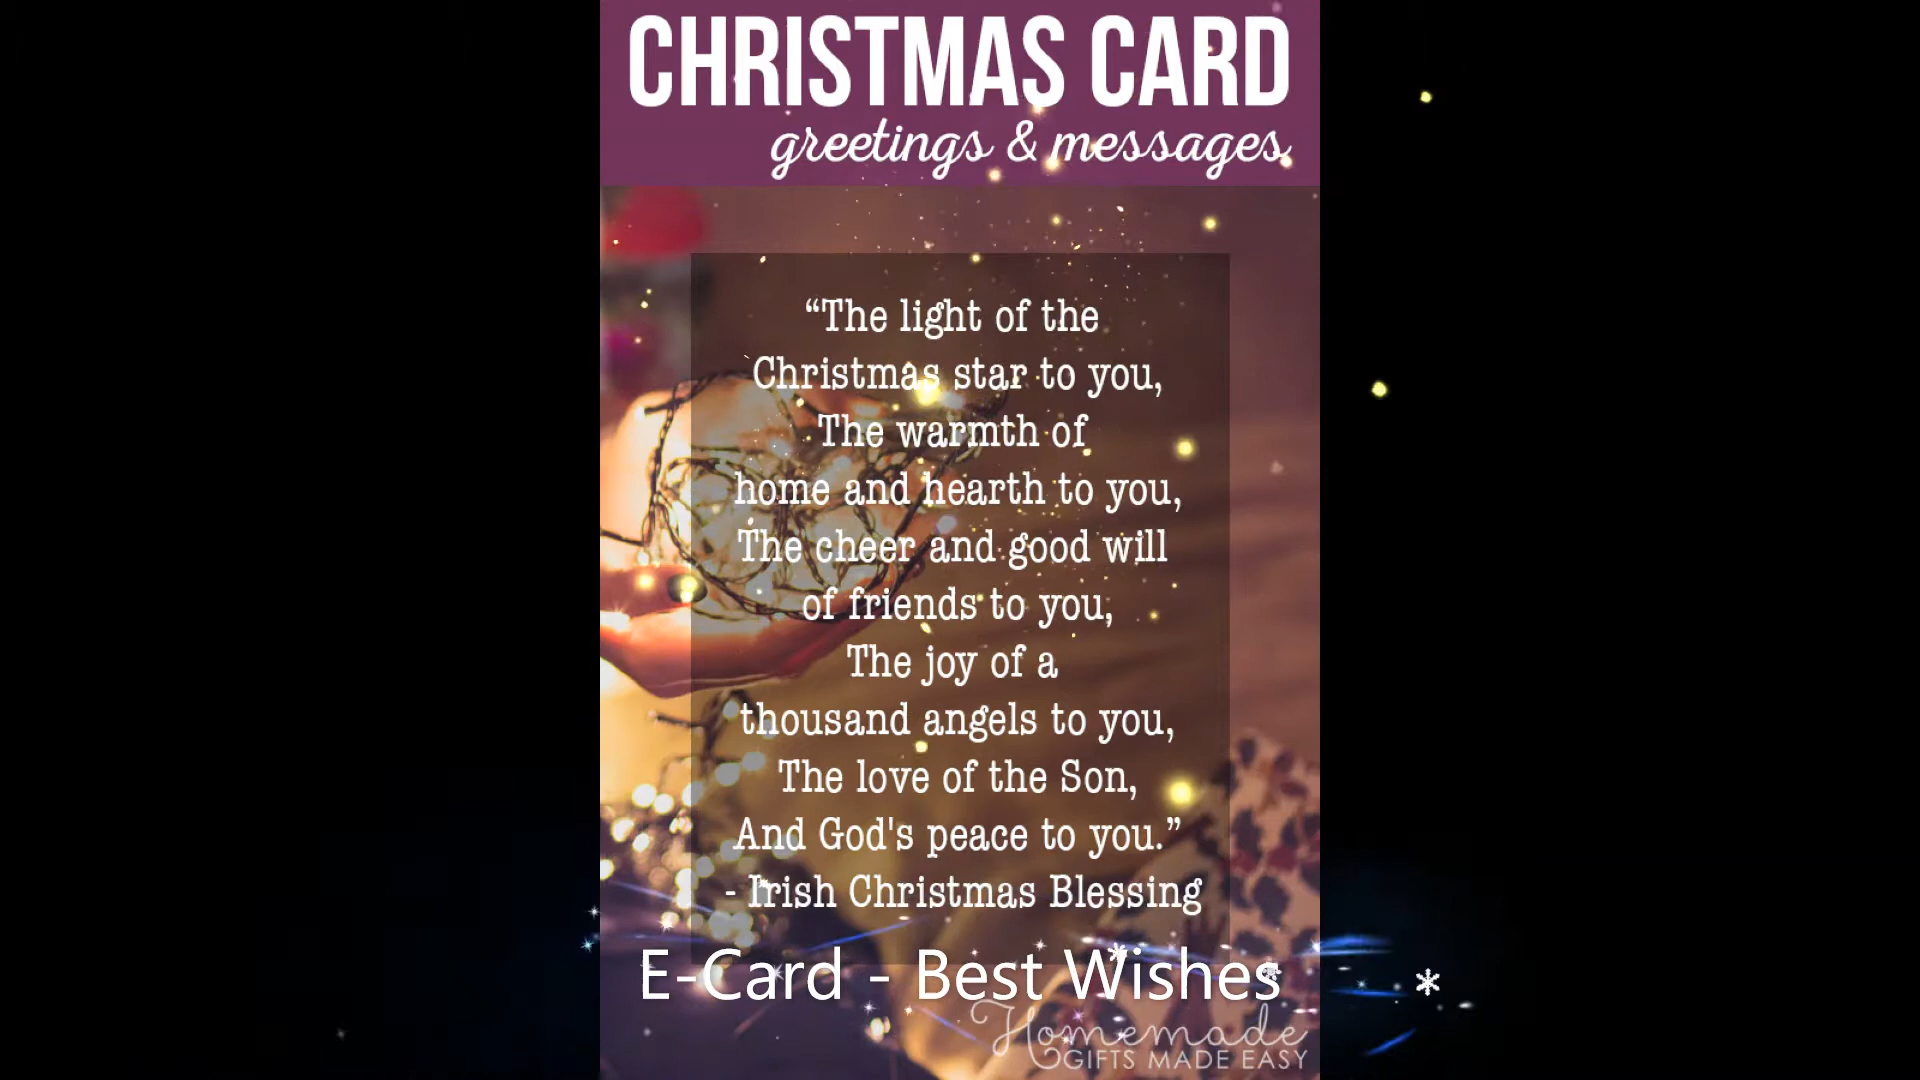 CHRISTMAS CARD
greetings & messages
“The light of the
Christmas star to you,
The warmth of
home and hearth to you,
The cheer and good will
of friends to you,
The joy of a
thousand angels to you,
The love of the Son,
And God's peace to you.”
- Irish Christmas Blessing
E-Card - Best Wishes
Homemade
GIFTS MADE EASY